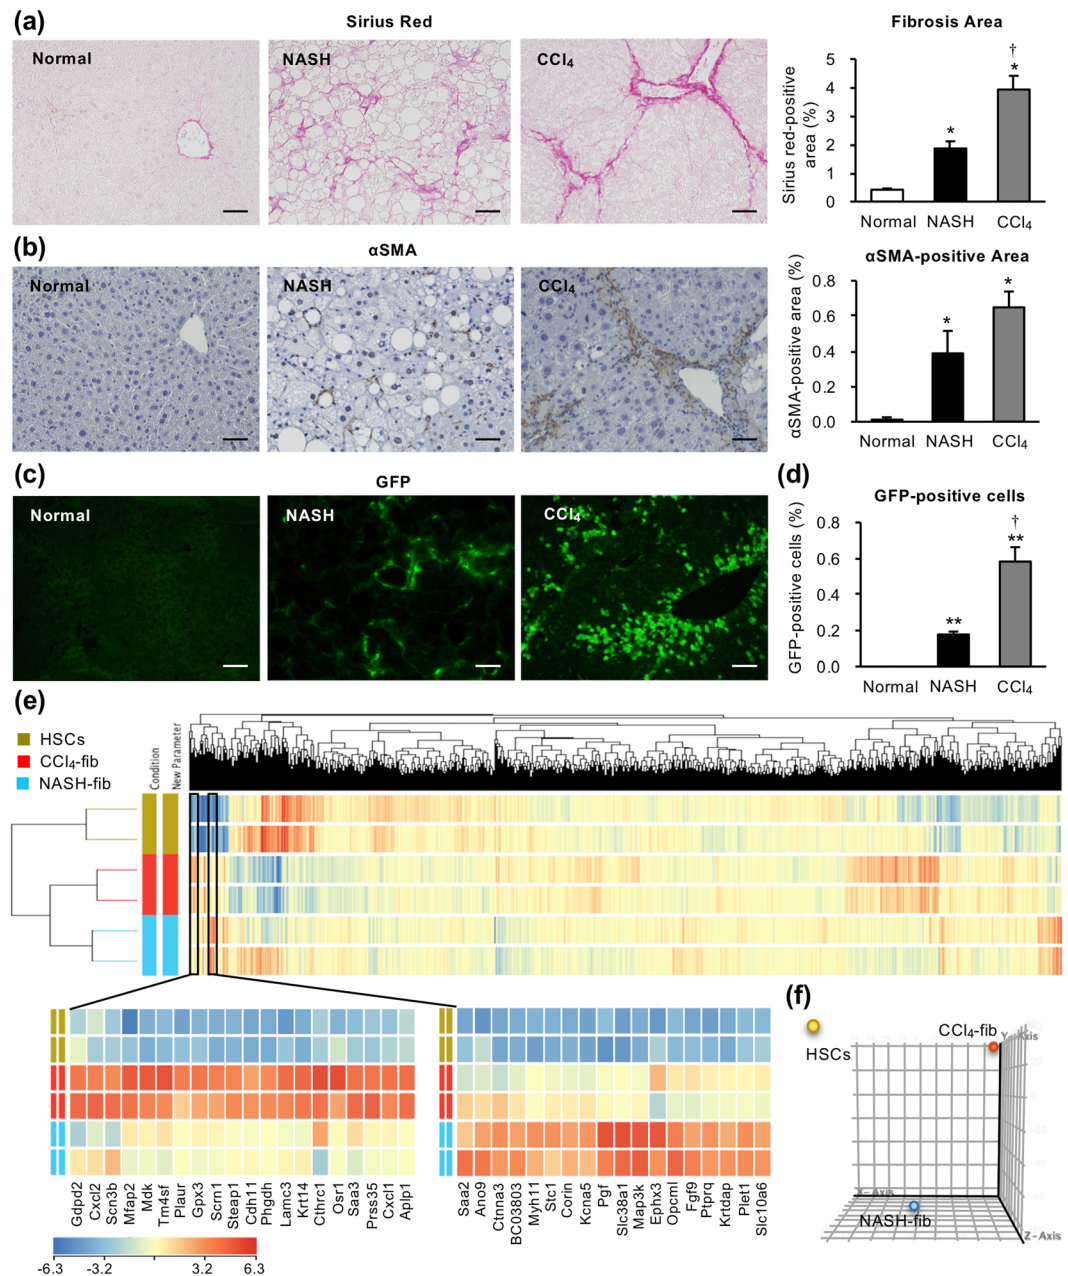 (a)
Sirius Red
Fibrosis Area
Normal
NASH
CCl4
Sirius red-positive
area (%)
5
4
3
2
1
0
*
†
*
Normal NASH CCl4
(b)
αSMA
αSMA-positive Area
Normal
NASH
CCl4
αSMA-positive area (%)
0.8
0.6
0.4
0.2
0.0
*
*
Normal NASH CCl4
(c)
GFP
(d)
GFP-positive cells
Normal
NASH
CCl4
GFP-positive cells (%)
0.8
0.6
0.4
0.2
0.0
**
†
**
Normal NASH CCl4
(e)
HSCs
CCl4-fib
NASH-fib
Condition
New Parameter
Gdpd2
Cxcl2
Scn3b
Mfap2
Mdk
Tm4sf
Plaur
Gpx3
Scrn1
Steap1
Cdh11
Phgdh
Lamc3
Krt14
Cthrc1
Osr1
Saa3
Prss35
Cxcl1
Aplp1
Saa2
Ano9
Ctnna3
BC03803
Myh11
Stc1
Corin
Kcna5
Pgf
Slc38a1
Map3k
Ephx3
Opcml
Fgf9
Ptprq
Krtdap
Plet1
Slc10a6
-6.3 -3.2 3.2 6.3
(f)
HSCs
CCl4-fib
Y-Axis
X-Axis
NASH-fib
Z-Axis